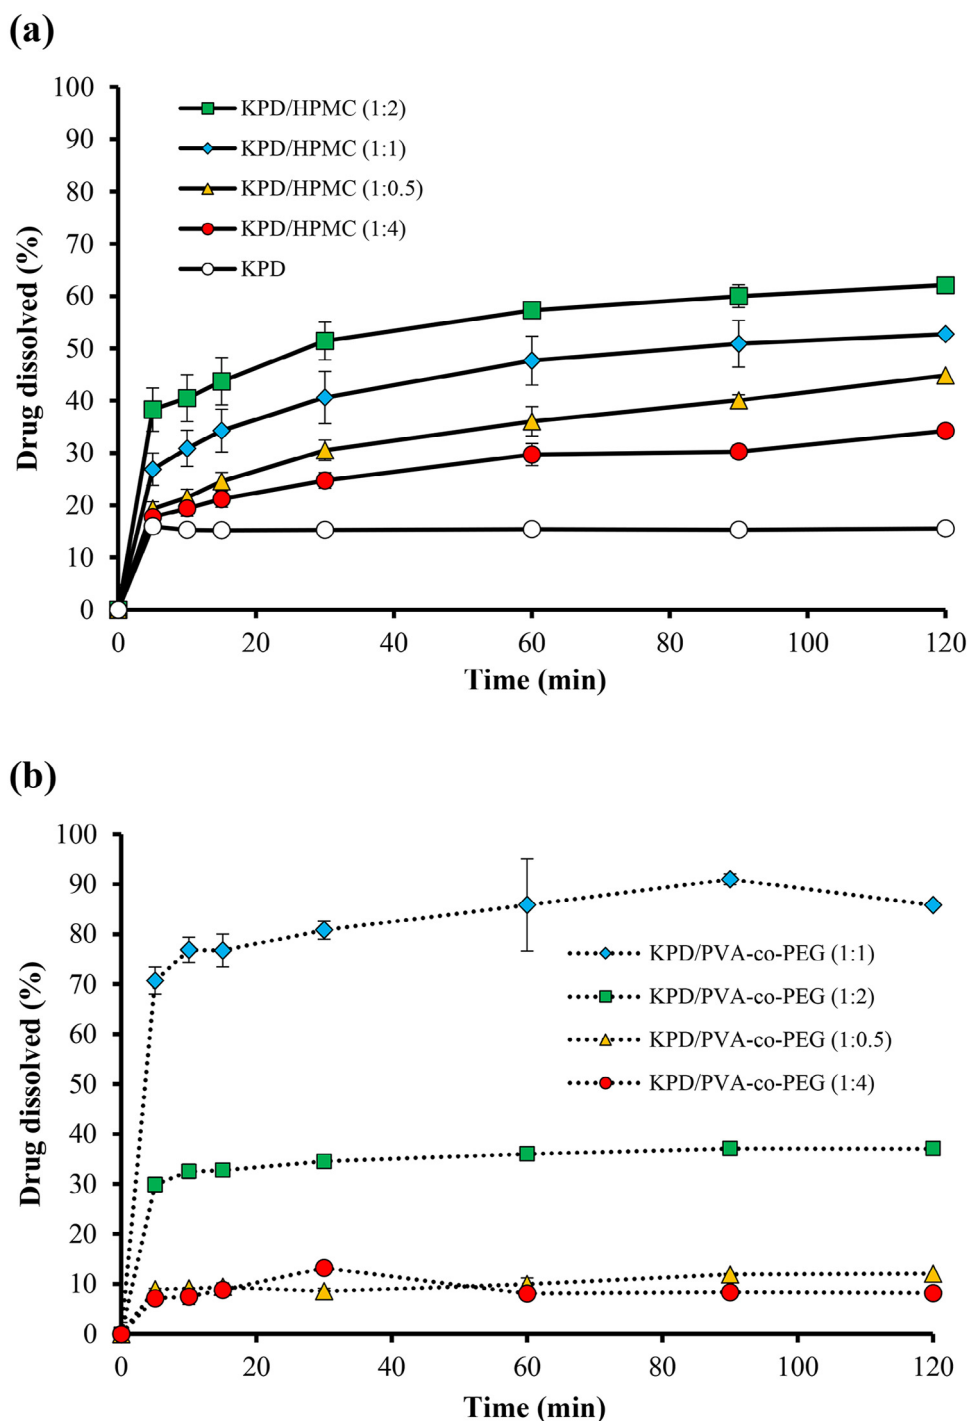 (a)
100
90
80
70
60
50
40
30
20
10
0
Drug dissolved (%)
KPD/HPMC (1:2)
KPD/HPMC (1:1)
KPD/HPMC (1:0.5)
KPD/HPMC (1:4)
KPD
0 20 40 60 80 100 120
Time (min)
(b)
100
90
80
70
60
50
40
30
20
10
0
Drug dissolved (%)
KPD/PVA-co-PEG (1:1)
KPD/PVA-co-PEG (1:2)
KPD/PVA-co-PEG (1:0.5)
KPD/PVA-co-PEG (1:4)
0 20 40 60 80 100 120
Time (min)